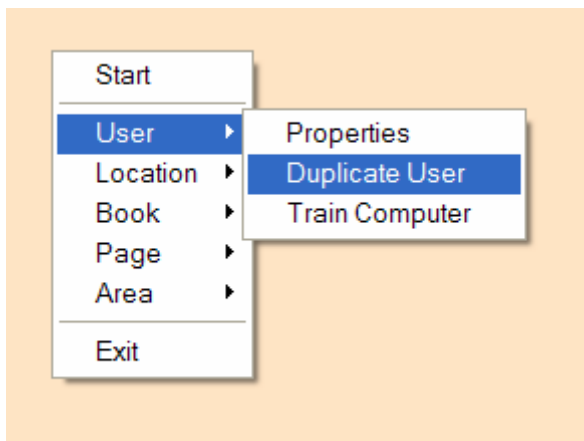 Start
User
Properties
Location
Duplicate User
Book
Train Computer
Page
Area
Exit